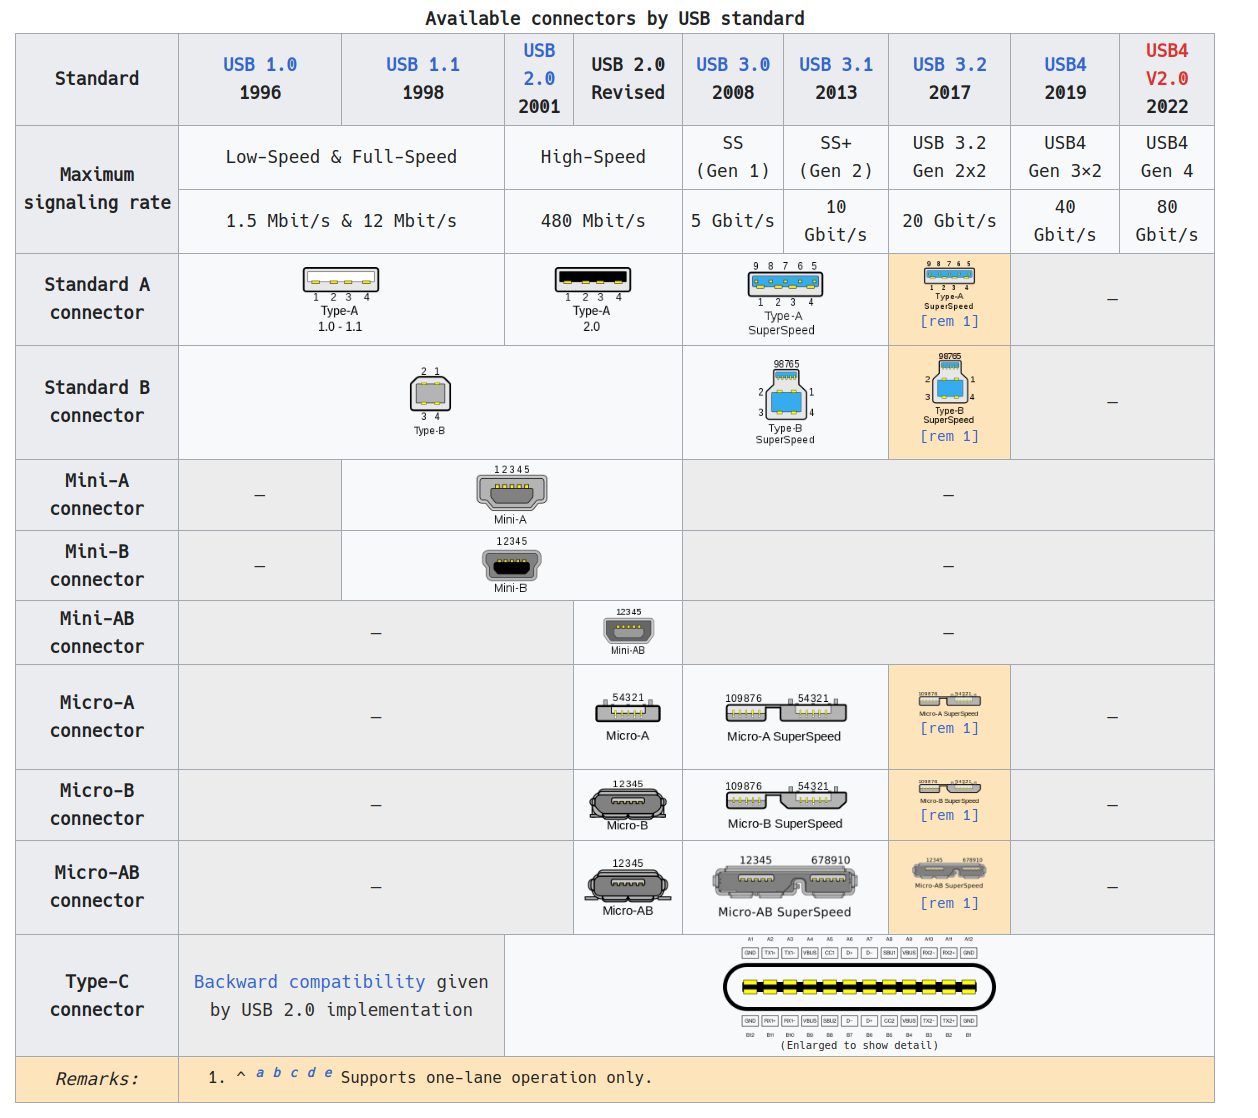 Available connectors by USB standard
Standard
USB 1.0
1996
USB 1.1
1998
USB
2.0
2001
USB 2.0
Revised
USB 3.0
2008
USB 3.1
2013
USB 3.2
2017
USB4
2019
USB4
V2.0
2022
Maximum
signaling rate
Low-Speed & Full-Speed
High-Speed
SS
(Gen 1)
SS+
(Gen 2)
USB 3.2
Gen 2x2
USB4
Gen 3×2
USB4
Gen 4
1.5 Mbit/s & 12 Mbit/s
480 Mbit/s
5 Gbit/s
10
Gbit/s
20 Gbit/s
40
Gbit/s
80
Gbit/s
Standard A
connector
1 2 3 4
Type-A
1.0 - 1.1
1 2 3 4
Type-A
2.0
9 8 7 6 5
1 2 3 4
Type-A
SuperSpeed
9 8 7 6 5
1 2 3 4
Type-A
SuperSpeed
[rem 1]
–
Standard B
connector
2 1
3 4
Type-B
98765
2 1
3 4
Type-B
SuperSpeed
98765
2 1
3 4
Type-B
SuperSpeed
[rem 1]
–
Mini-A
connector
–
12345
Mini-A
–
Mini-B
connector
–
12345
Mini-B
–
Mini-AB
connector
–
12345
Mini-AB
–
Micro-A
connector
–
54321
Micro-A
109876 54321
Micro-A SuperSpeed
109876 54321
Micro-A SuperSpeed
[rem 1]
–
Micro-B
connector
–
12345
Micro-B
109876 54321
Micro-B SuperSpeed
109876 54321
Micro-B SuperSpeed
[rem 1]
–
Micro-AB
connector
–
12345
Micro-AB
12345 678910
Micro-AB SuperSpeed
12345 678910
Micro-AB SuperSpeed
[rem 1]
–
Type-C
connector
Backward compatibility given
by USB 2.0 implementation
A1 A2 A3 A4 A5 A6 A7 A8 A9 A10 A11 A12
GND TX1+ TX1- VBUS CC1 D+ D- SBU1 VBUS RX2- RX2+ GND
GND RX1+ RX1- VBUS SBU2 D- D+ CC2 VBUS TX2- TX2+ GND
B12 B11 B10 B9 B8 B7 B6 B5 B4 B3 B2 B1
(Enlarged to show detail)
Remarks:
1. ^ a b c d e Supports one-lane operation only.